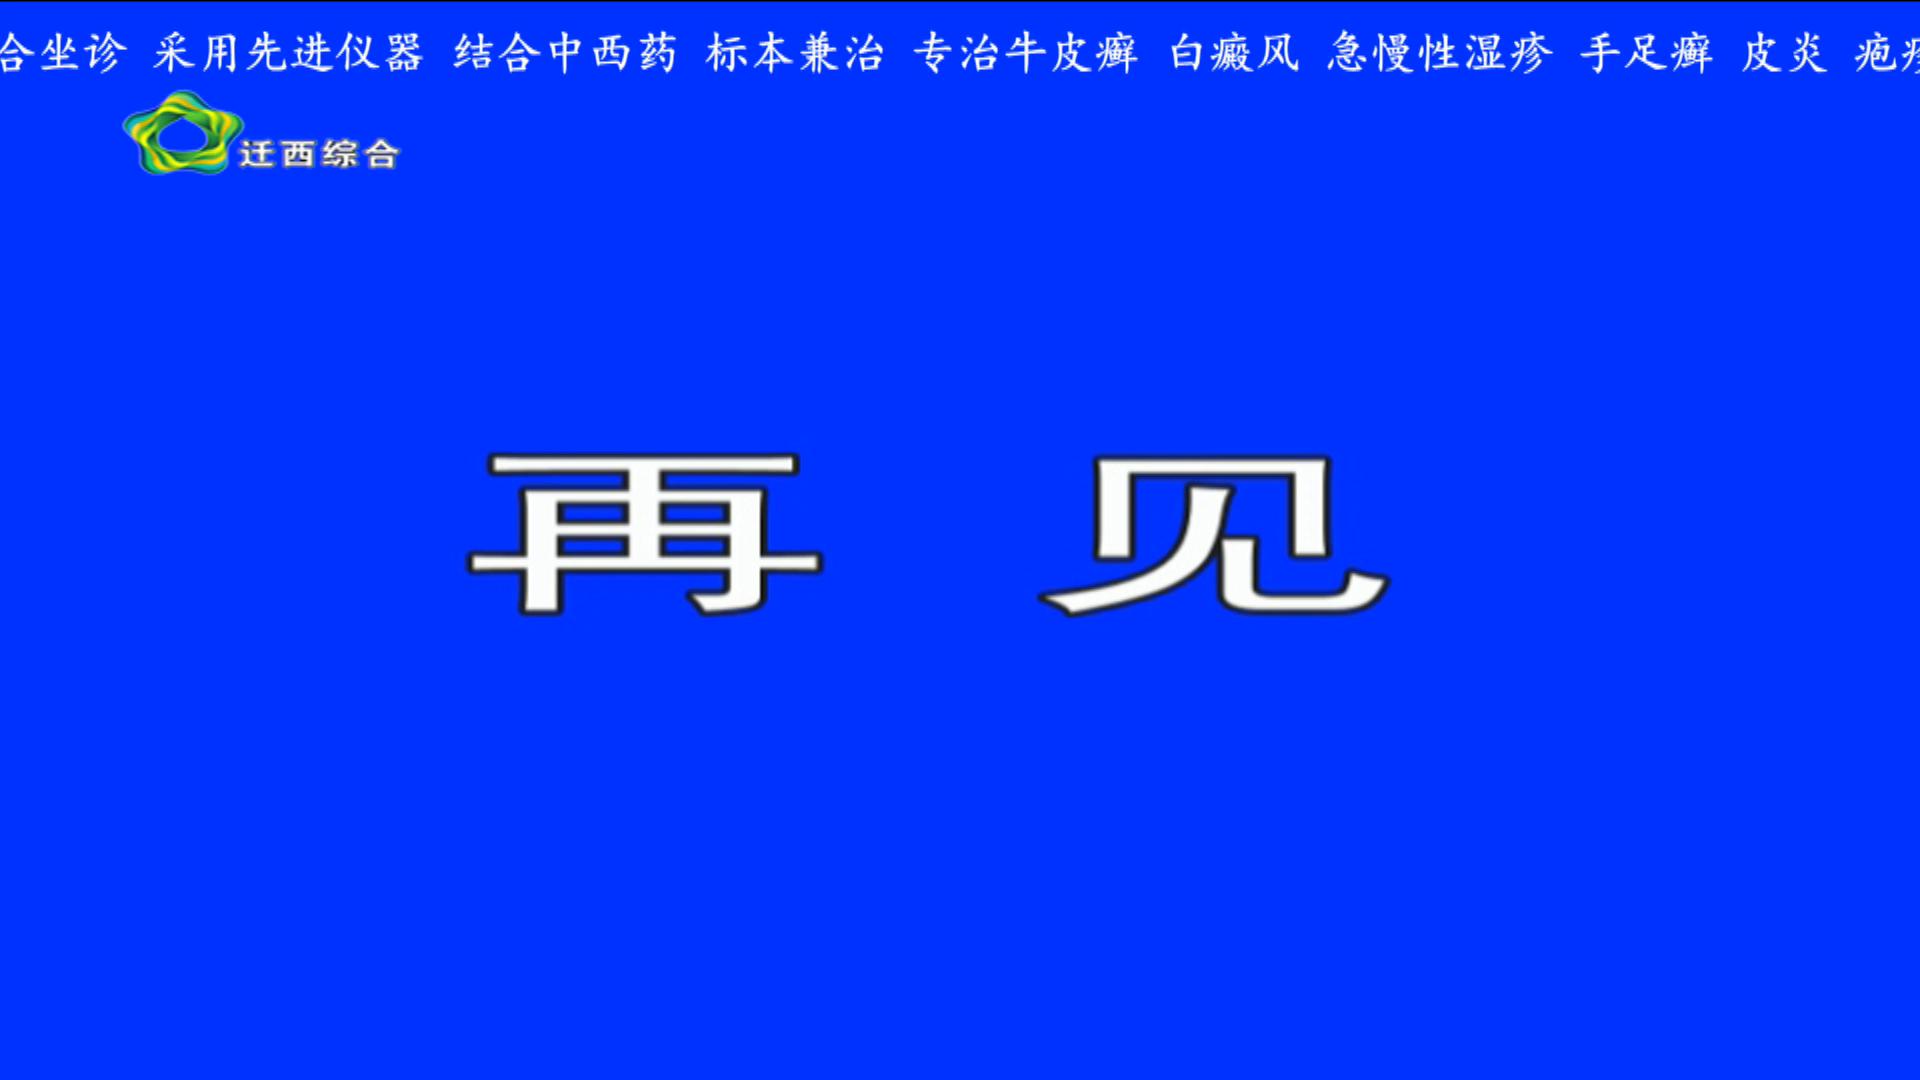 合坐诊 采用先进仪器 结合中西药 标本兼治 专治牛皮癣 白癜风 急慢性湿疹 手足癣 皮炎 疱
迁西综合
再 见